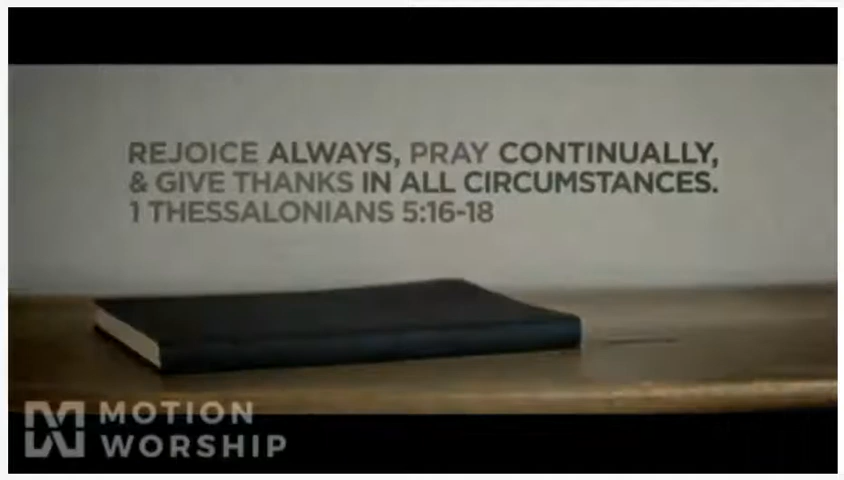 REJOICE ALWAYS, PRAY CONTINUALLY,
& GIVE THANKS IN ALL CIRCUMSTANCES.
1 THESSALONIANS 5:16-18
MOTION
WORSHIP